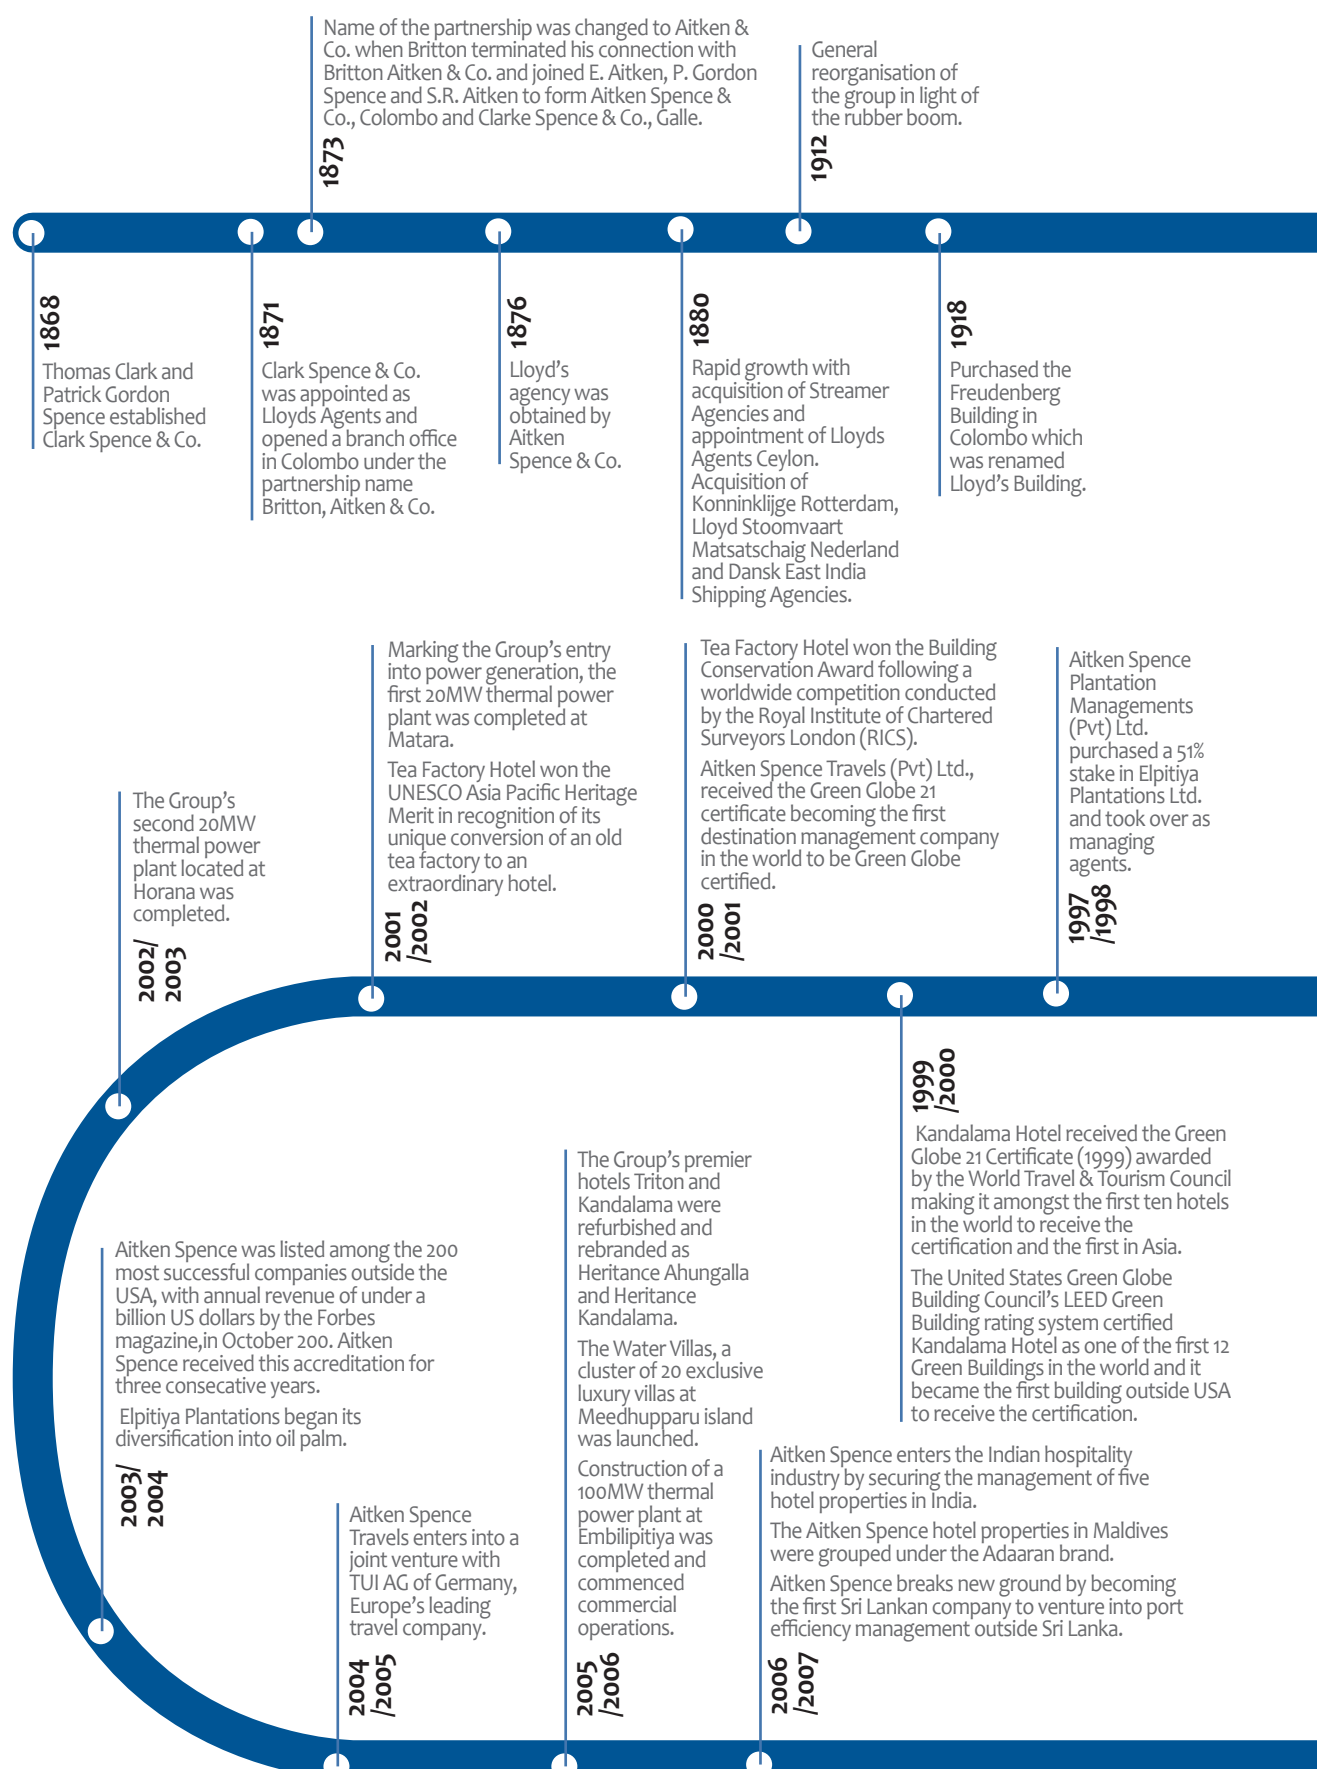 Name of the partnership was changed to Aitken &
Co. when Britton terminated his connection with
Britton Aitken & Co. and joined E. Aitken, P. Gordon
Spence and S.R. Aitken to form Aitken Spence &
Co., Colombo and Clarke Spence & Co., Galle.
1873
General
reorganisation of
the group in light of
the rubber boom.
1912
1868
Thomas Clark and
Patrick Gordon
Spence established
Clark Spence & Co.
1871
Clark Spence & Co.
was appointed as
Lloyds Agents and
opened a branch office
in Colombo under the
partnership name
Britton, Aitken & Co.
1876
Lloyd's
agency was
obtained by
Aitken
Spence & Co.
1880
Rapid growth with
acquisition of Streamer
Agencies and
appointment of Lloyds
Agents Ceylon.
Acquisition of
Konninklijge Rotterdam,
Lloyd Stoomvaart
Matsatschaig Nederland
and Dansk East India
Shipping Agencies.
1918
Purchased the
Freudenberg
Building in
Colombo which
was renamed
Lloyd's Building.
Aitken Spence
Plantation
Managements
(Pvt) Ltd.
purchased a 51%
stake in Elpitiya
Plantations Ltd.
and took over as
managing
agents.
1997
/1998
1999
/2000
Kandalama Hotel received the Green
Globe 21 Certificate (1999) awarded
by the World Travel & Tourism Council
making it amongst the first ten hotels
in the world to receive the
certification and the first in Asia.
The United States Green Globe
Building Council's LEED Green
Building rating system certified
Kandalama Hotel as one of the first 12
Green Buildings in the world and it
became the first building outside USA
to receive the certification.
Tea Factory Hotel won the Building
Conservation Award following a
worldwide competition conducted
by the Royal Institute of Chartered
Surveyors London (RICS).
Aitken Spence Travels (Pvt) Ltd.,
received the Green Globe 21
certificate becoming the first
destination management company
in the world to be Green Globe
certified.
2000
/2001
Marking the Group's entry
into power generation, the
first 20MW thermal power
plant was completed at
Matara.
Tea Factory Hotel won the
UNESCO Asia Pacific Heritage
Merit in recognition of its
unique conversion of an old
tea factory to an
extraordinary hotel.
2001
/2002
The Group's
second 20MW
thermal power
plant located at
Horana was
completed.
2002/
2003
Aitken Spence was listed among the 200
most successful companies outside the
USA, with annual revenue of under a
billion US dollars by the Forbes
magazine,in October 200. Aitken
Spence received this accreditation for
three consecative years.
Elpitiya Plantations began its
diversification into oil palm.
2003/
2004
Aitken Spence
Travels enters into a
joint venture with
TUI AG of Germany,
Europe's leading
travel company.
2004
/2005
The Group's premier
hotels Triton and
Kandalama were
refurbished and
rebranded as
Heritance Ahungalla
and Heritance
Kandalama.
The Water Villas, a
cluster of 20 exclusive
luxury villas at
Meedhupparu island
was launched.
Construction of a
100MW thermal
power plant at
Embilipitiya was
completed and
commenced
commercial
operations.
2005
/2006
Aitken Spence enters the Indian hospitality
industry by securing the management of five
hotel properties in India.
The Aitken Spence hotel properties in Maldives
were grouped under the Adaaran brand.
Aitken Spence breaks new ground by becoming
the first Sri Lankan company to venture into port
efficiency management outside Sri Lanka.
2006
/2007